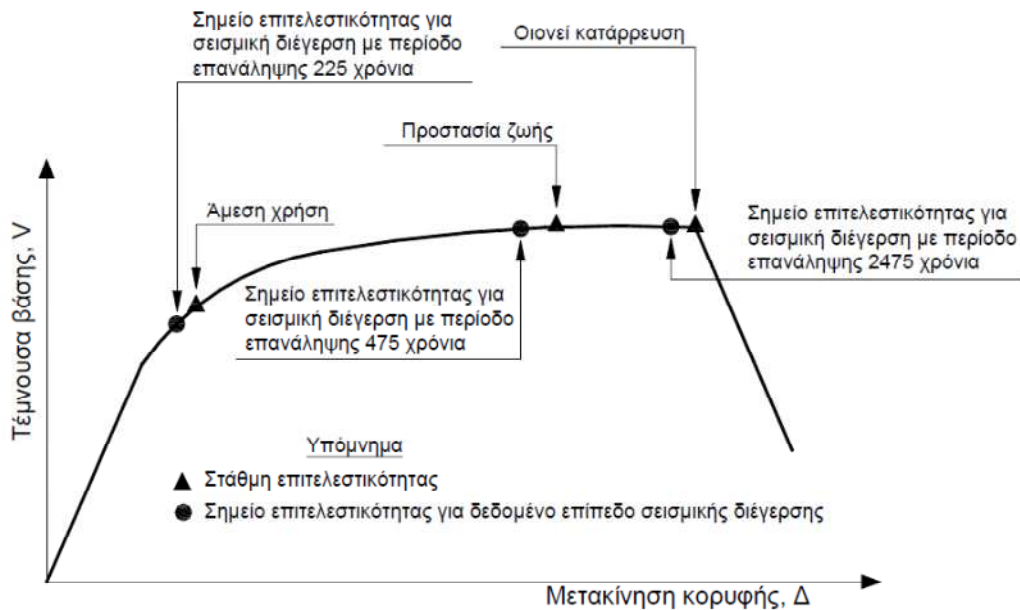 Σημείο επιτελεστικότητας για
σεισμική διέγερση με περίοδο
επανάληψης 225 χρόνια
Οιονεί κατάρρευση
Προστασία ζωής
Άμεση χρήση
Σημείο επιτελεστικότητας για
σεισμική διέγερση με περίοδο
επανάληψης 2475 χρόνια
Σημείο επιτελεστικότητας για
σεισμική διέγερση με περίοδο
επανάληψης 475 χρόνια
Τέμνουσα βάσης, V
Υπόμνημα
Στάθμη επιτελεστικότητας
Σημείο επιτελεστικότητας για δεδομένο επίπεδο σεισμικής διέγερσης
Μετακίνηση κορυφής, Δ